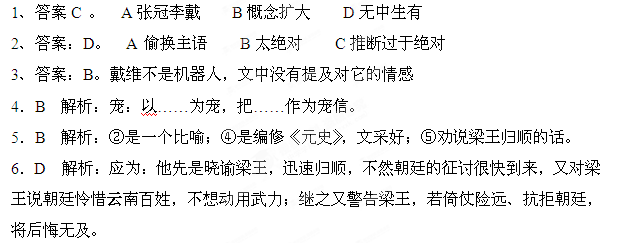 1、答案C 。 A张冠李戴 B概念扩大 D无中生有
2、答案：D。 A 偷换主语 B太绝对 C推断过于绝对
3、答案：B。戴维不是机器人，文中没有提及对它的情感
4．B 解析：宠：以……为宠，把……作为宠信。
5．B 解析：②是一个比喻；④是编修《元史》，文采好；⑤劝说梁王归顺的话。
6．D 解析：应为：他先是晓谕梁王，迅速归顺，不然朝廷的征讨很快到来，又对梁
王说朝廷怜惜云南百姓，不想动用武力；继之又警告梁王，若倚仗险远、抗拒朝廷，
将后悔无及。